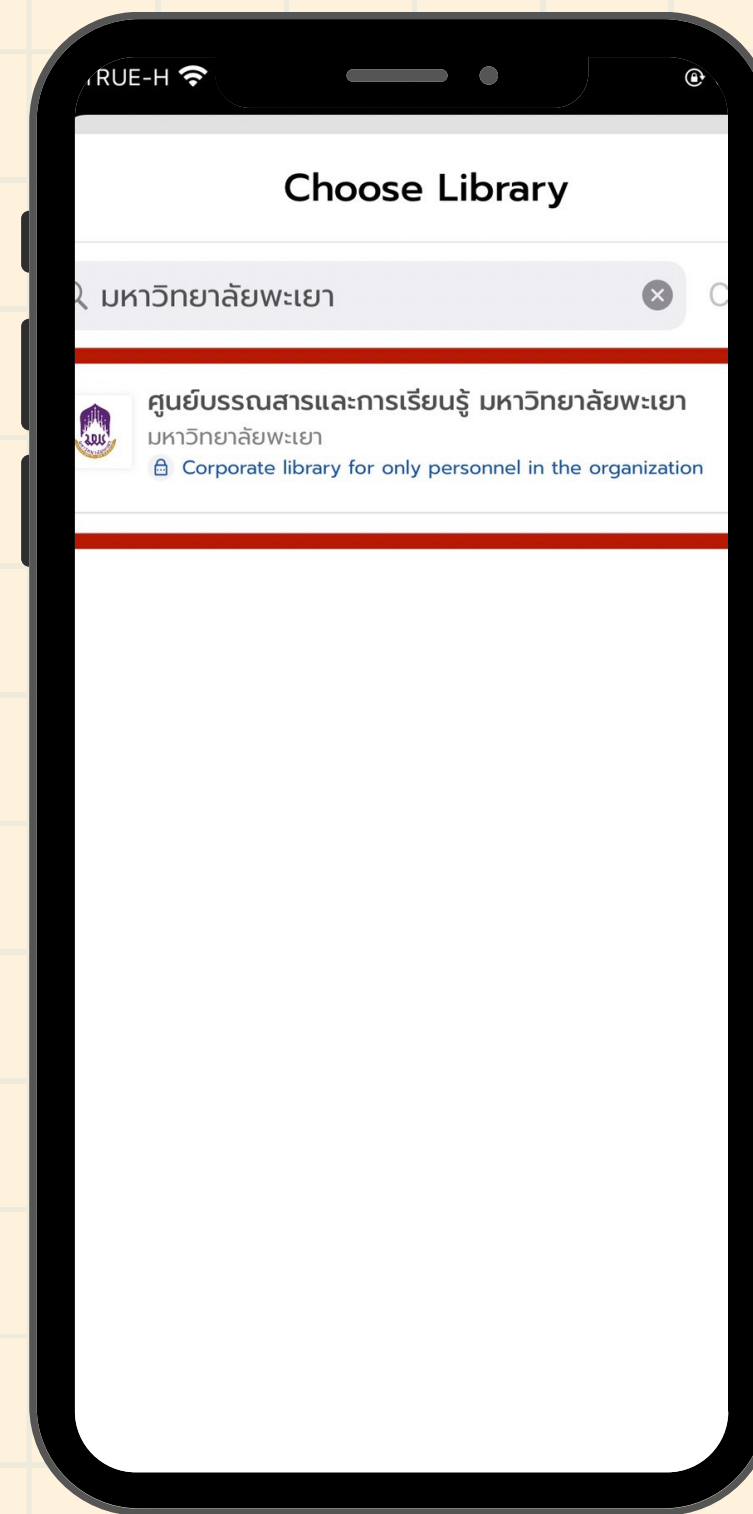 TRUE-H
Choose Library
มหาวิทยาลัยพะเยา
ศูนย์บรรณสารและการเรียนรู้ มหาวิทยาลัยพะเยา
มหาวิทยาลัยพะเยา
Corporate library for only personnel in the organization